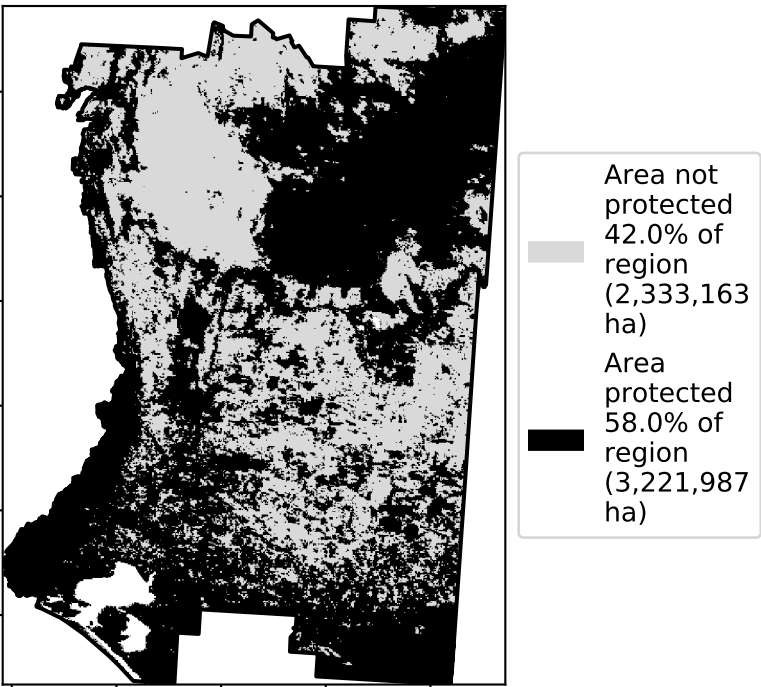 Area not
protected
42.0% of
region
(2,333,163
ha)
Area
protected
58.0% of
region
(3,221,987
ha)